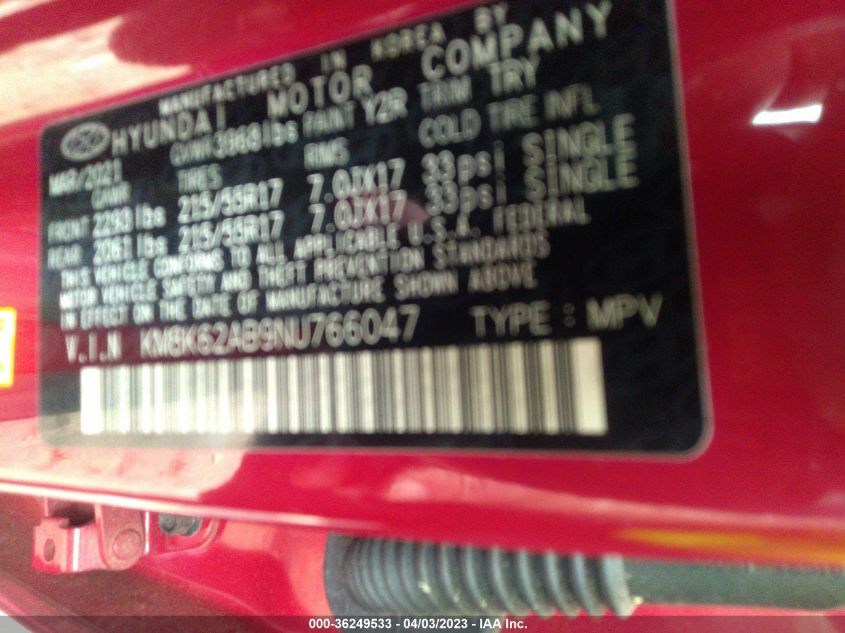 MANUFACTURED IN KOREA BY
HYUNDAI MOTOR COMPANY
MAR/2021 GVWR 3968 lbs PAINT Y2R TRIM TRY
GAWR TIRES RIMS COLD TIRE INFL
FRONT 2293 lbs 215/55R17 7.0JX17 33psi SINGLE
REAR 2061 lbs 215/55R17 7.0JX17 33psi SINGLE
THIS VEHICLE CONFORMS TO ALL APPLICABLE U.S.A. FEDERAL
MOTOR VEHICLE SAFETY AND THEFT PREVENTION STANDARDS
IN EFFECT ON THE DATE OF MANUFACTURE SHOWN ABOVE
V.I.N KM8K62AB9NU766047 TYPE : MPV
000-36249533 - 04/03/2023 - IAA Inc.